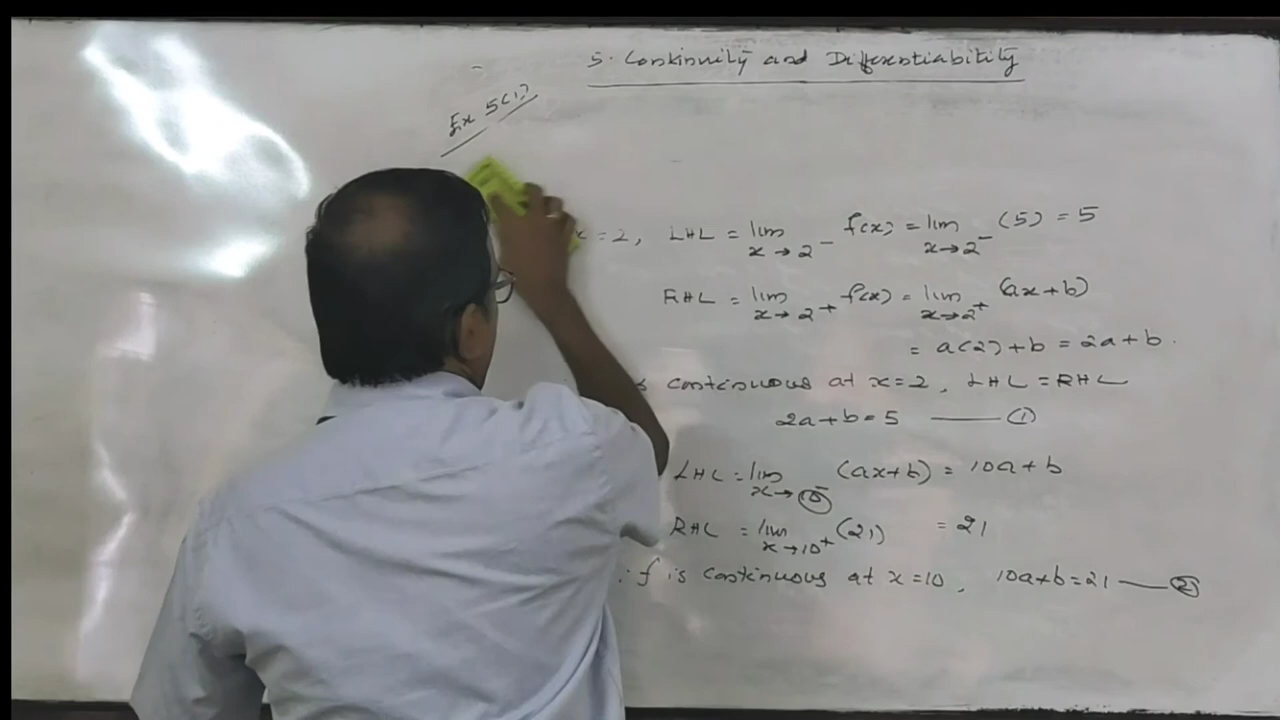 5. Continuity and Differentiability
Ex 5(1)
x = 2, LHL = lim x→2⁻ f(x) = lim x→2⁻ (5) = 5
RHL = lim x→2⁺ f(x) = lim x→2⁺ (ax+b)
= a(2)+b = 2a+b.
continuous at x=2, LHL = RHL
2a+b=5 —— ①
LHL = lim x→10⁻ (ax+b) = 10a+b
RHL = lim x→10⁺ (21) = 21
∵ f is continuous at x=10, 10a+b=21 —— ②